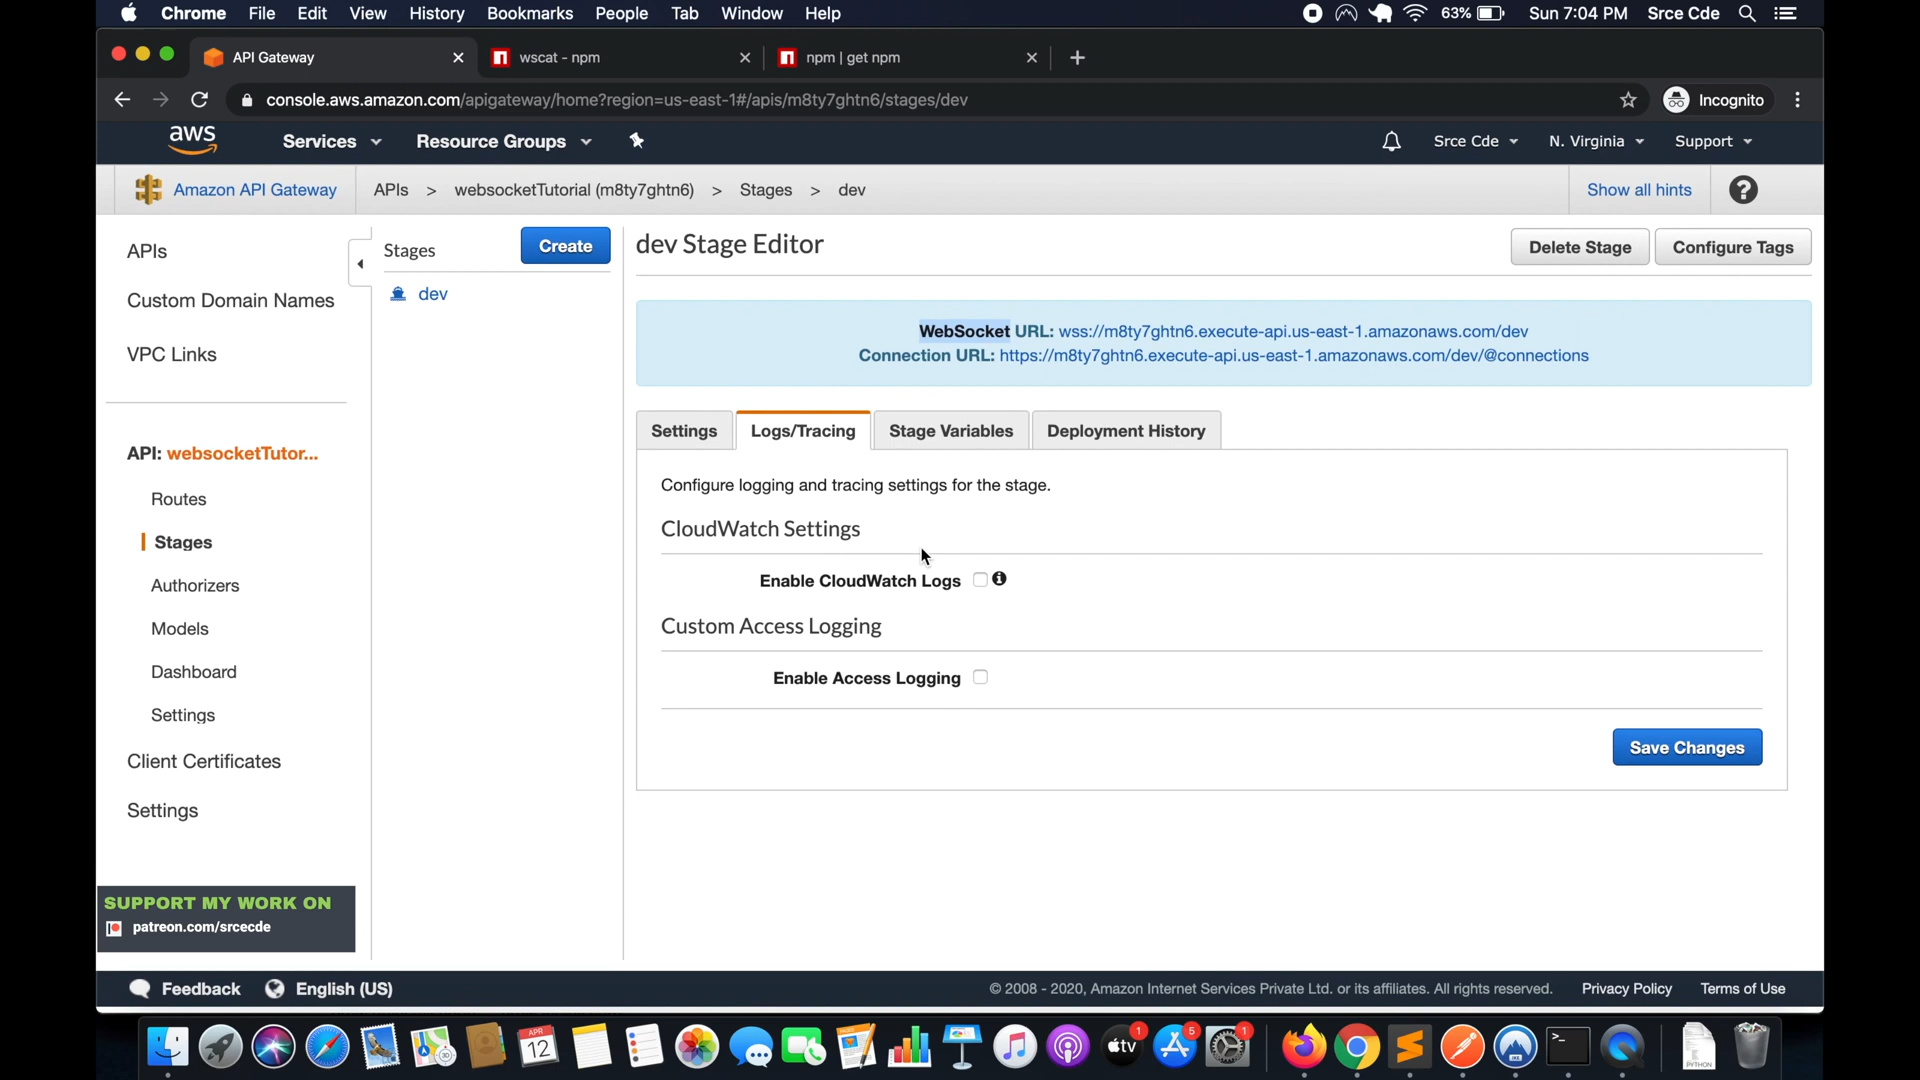 Chrome File Edit View History Bookmarks People Tab Window Help 63% Sun 7:04 PM Srce Cde
API Gateway wscat - npm npm | get npm
console.aws.amazon.com/apigateway/home?region=us-east-1#/apis/m8ty7ghtn6/stages/dev Incognito
aws Services Resource Groups Srce Cde N. Virginia Support
Amazon API Gateway APIs > websocketTutorial (m8ty7ghtn6) > Stages > dev Show all hints ?
APIs
Custom Domain Names
VPC Links
API: websocketTutor...
Routes
Stages
Authorizers
Models
Dashboard
Settings
Client Certificates
Settings
Stages Create
dev
dev Stage Editor Delete Stage Configure Tags
WebSocket URL: wss://m8ty7ghtn6.execute-api.us-east-1.amazonaws.com/dev
Connection URL: https://m8ty7ghtn6.execute-api.us-east-1.amazonaws.com/dev/@connections
Settings Logs/Tracing Stage Variables Deployment History
Configure logging and tracing settings for the stage.
CloudWatch Settings
Enable CloudWatch Logs
Custom Access Logging
Enable Access Logging
Save Changes
SUPPORT MY WORK ON
patreon.com/srcecde
Feedback English (US) © 2008 - 2020, Amazon Internet Services Private Ltd. or its affiliates. All rights reserved. Privacy Policy Terms of Use
APR
12
tv 1 5 1
PYTHON